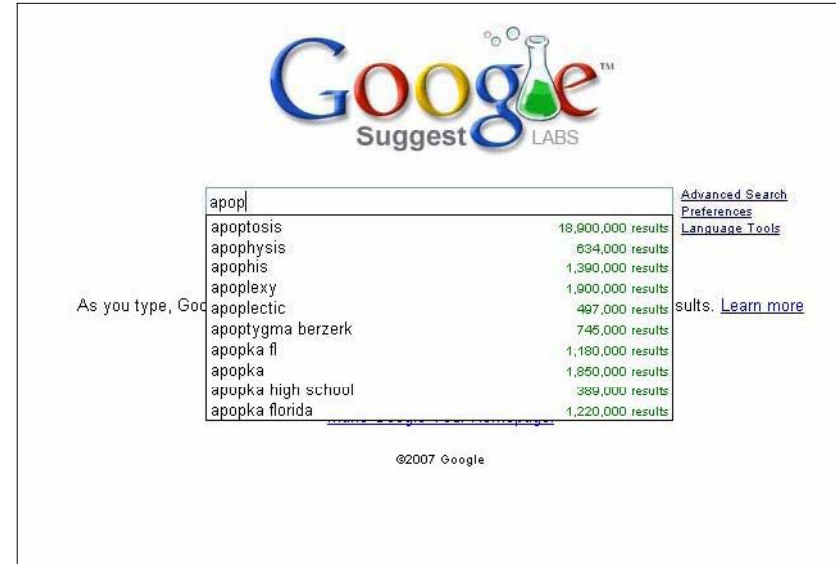 Google™
Suggest LABS
apop
Advanced Search
Preferences
Language Tools
apoptosis 18,900,000 results
apophysis 634,000 results
apophis 1,390,000 results
apoplexy 1,900,000 results
apoplectic 497,000 results
apoptygma berzerk 745,000 results
apopka fl 1,180,000 results
apopka 1,850,000 results
apopka high school 389,000 results
apopka florida 1,220,000 results
As you type, Goo sults. Learn more
©2007 Google